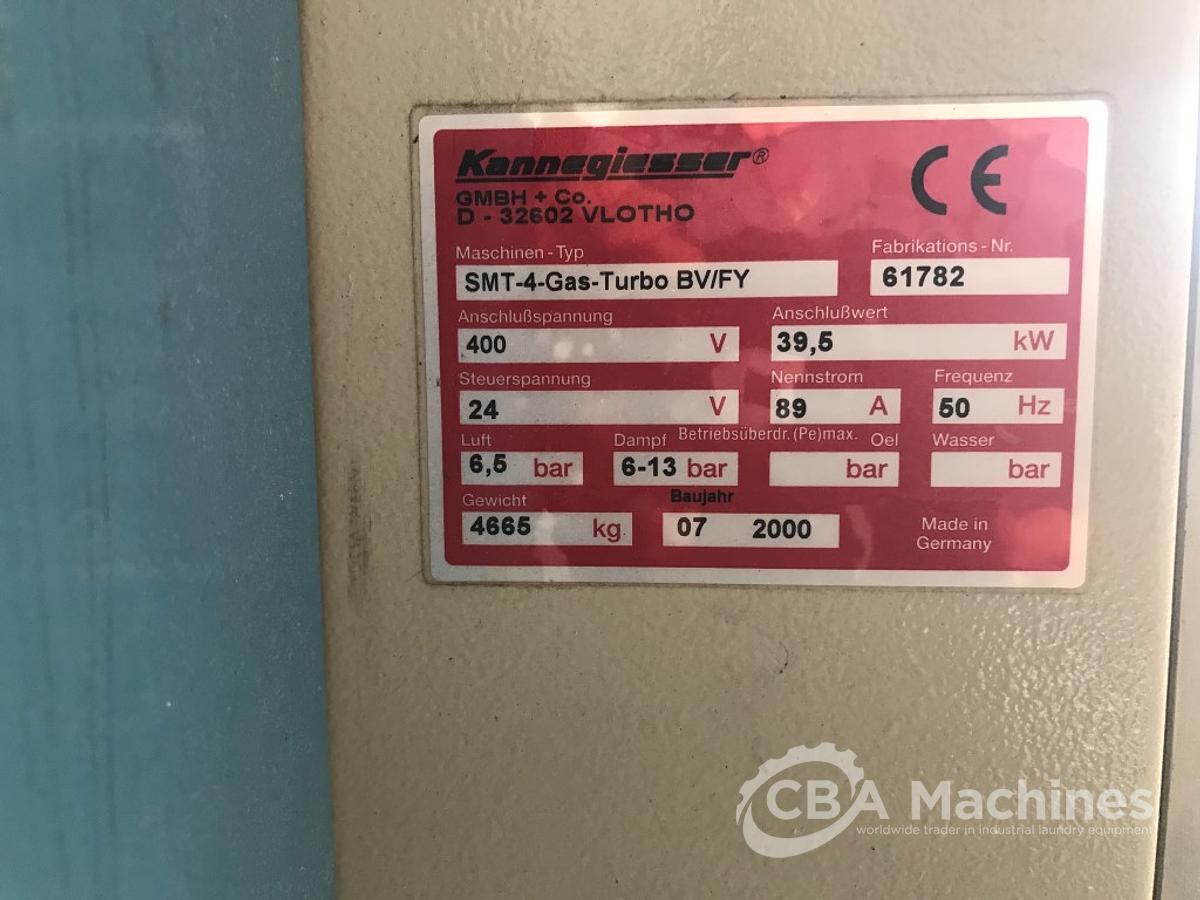 Kannegiesser®
GMBH + Co.
D - 32602 VLOTHO
CE
Maschinen-Typ Fabrikations-Nr.
SMT-4-Gas-Turbo BV/FY 61782
Anschlußspannung Anschlußwert
400 V 39,5 kW
Steuerspannung Nennstrom Frequenz
24 V 89 A 50 Hz
Luft Dampf Betriebsüberdr.(Pe)max. Oel Wasser
6,5 bar 6-13 bar bar bar
Gewicht Baujahr
4665 kg 07 2000
Made in
Germany
CBA Machines
worldwide trader in industrial laundry equipment